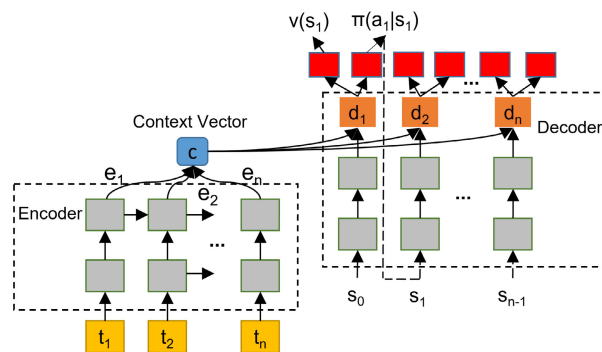 v(s₁) π(a₁|s₁)
...
d₁ d₂ dₙ
Context Vector
Decoder
c
e₁ eₙ
e₂
Encoder
...
...
s₀ s₁ sₙ₋₁
t₁ t₂ tₙ